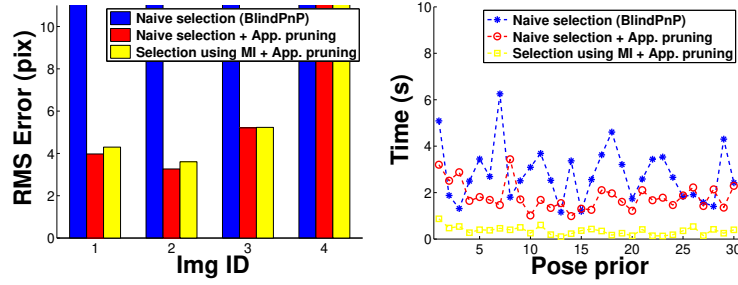 RMS Error (pix)
10
8
6
4
2
0
Naive selection (BlindPnP)
Naive selection + App. pruning
Selection using MI + App. pruning
1 2 3 4
Img ID
Time (s)
10
8
6
4
2
0
Naive selection (BlindPnP)
Naive selection + App. pruning
Selection using MI + App. pruning
5 10 15 20 25 30
Pose prior